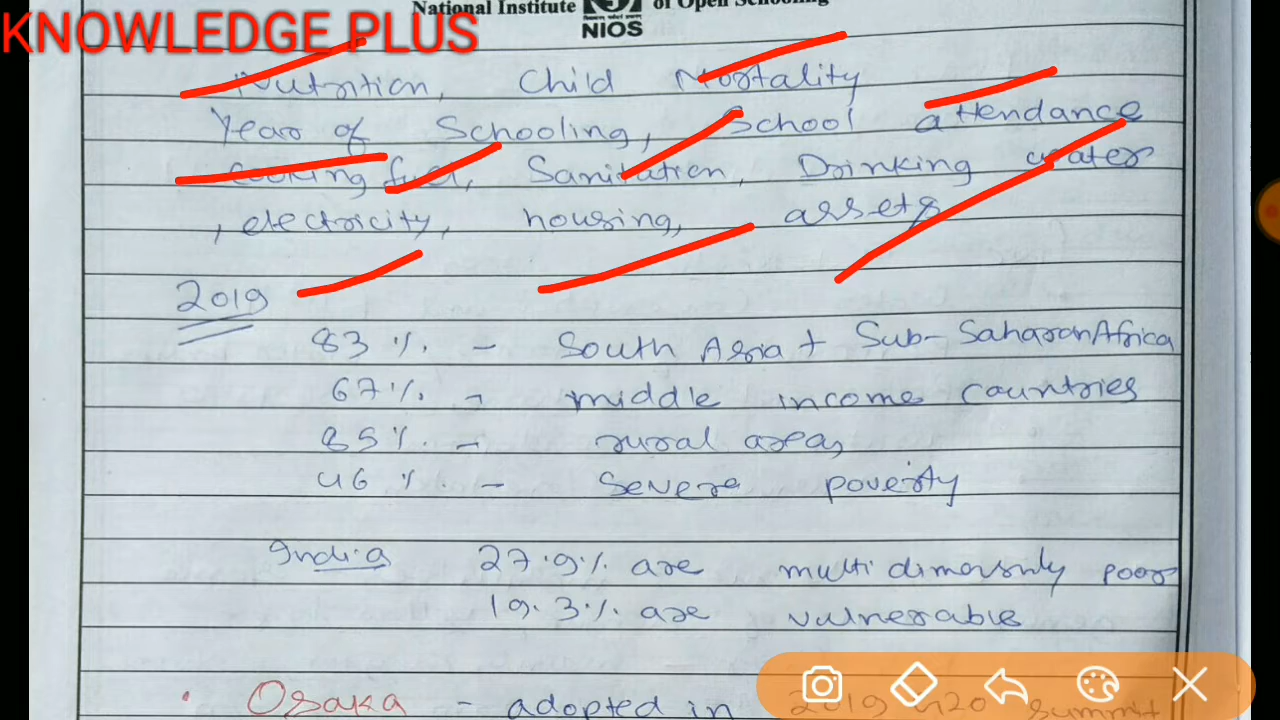 National Institute of Open Schooling
NIOS
KNOWLEDGE PLUS
Nutrition, Child Mortality
Year of Schooling, School attendance
Cooking fuel, Sanitation, Drinking water
, electricity, housing, assets
2019
83 % - South Asia + Sub-Saharan Africa
67% - middle income countries
85% - rural areas
46 % - Severe poverty
India 27.9% are multi dimensnly poor
19.3% are vulnerable
• Osaka - adopted in 2019 G20 summit